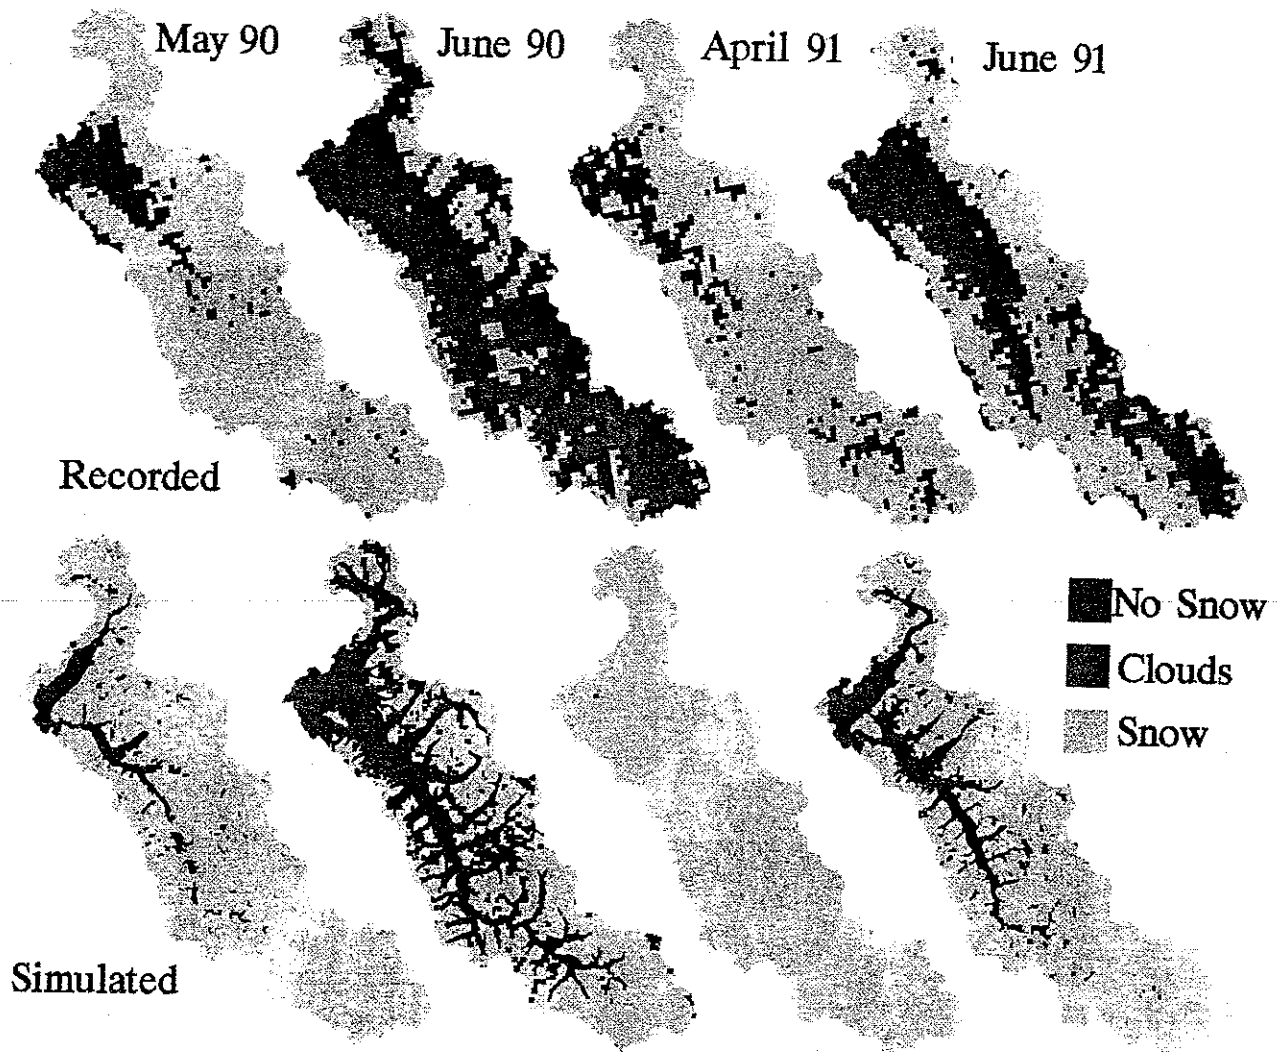 May 90
June 90
April 91
June 91
Recorded
No Snow
Clouds
Snow
Simulated